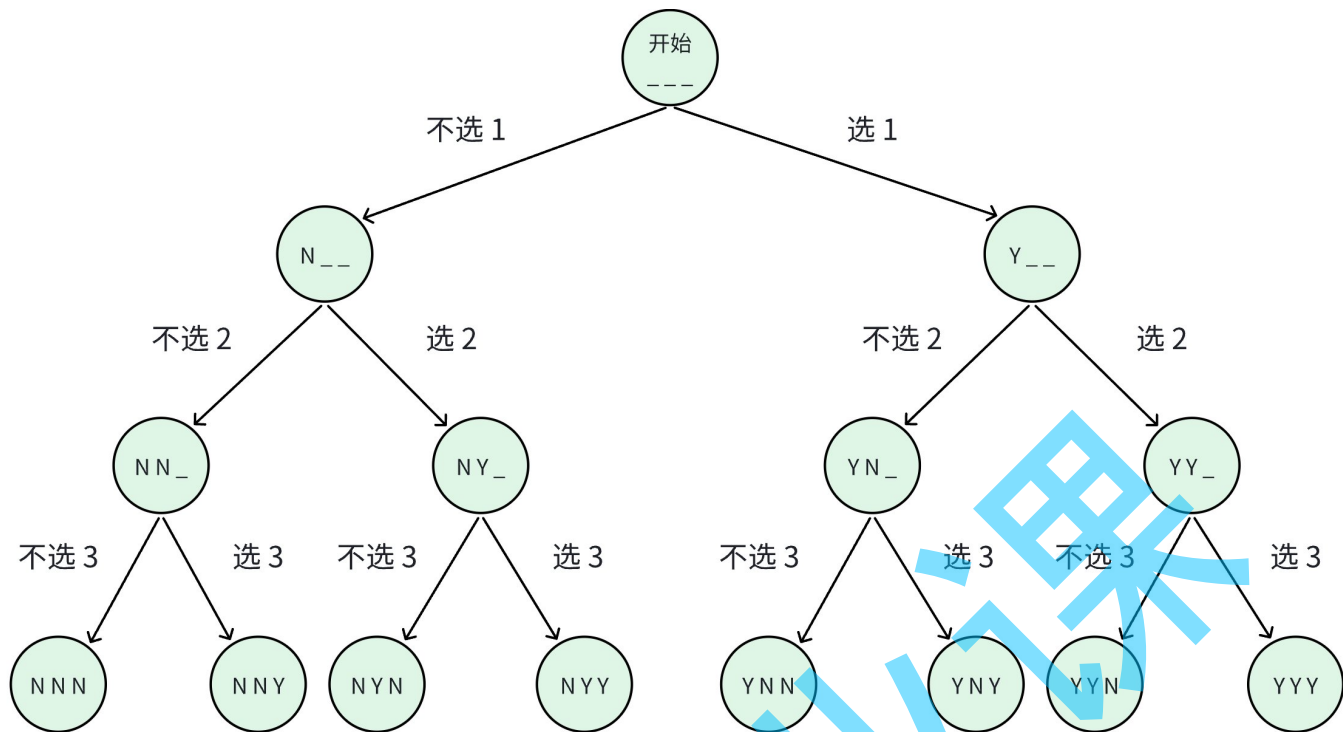 开始
_ _ _
不选 1
选 1
N _ _
Y _ _
不选 2
选 2
不选 2
选 2
N N _
N Y _
Y N _
Y Y _
不选 3
选 3
不选 3
选 3
不选 3
选 3
不选 3
选 3
N N N
N N Y
N Y N
N Y Y
Y N N
Y N Y
Y Y N
Y Y Y